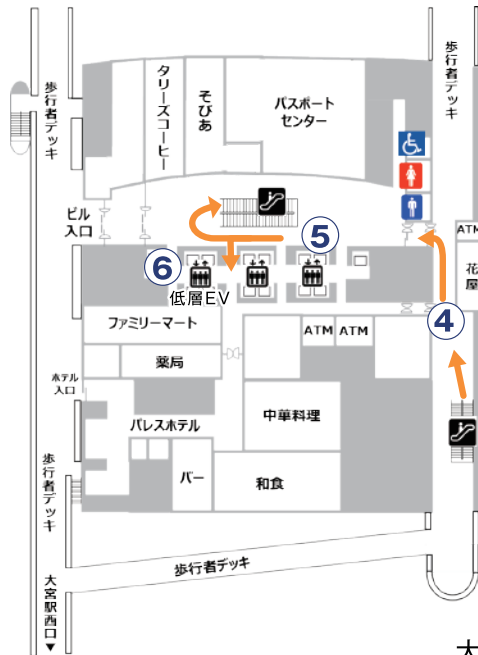 歩行者デッキ
歩行者デッキ
タリーズコーヒー
そびあ
パスポート
センター
ビル
入口
⑤
ATM
花屋
⑥
低層EV
④
ファミリーマート
ATM
ATM
薬局
ホテル
入口
パレスホテル
中華料理
バー
和食
歩行者デッキ
歩行者デッキ
大宮駅西口▼
大